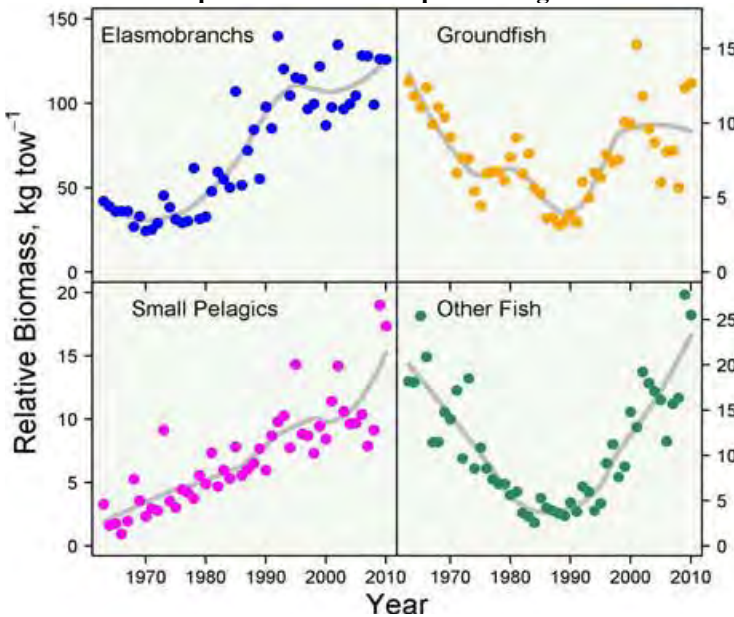 150
Elasmobranchs
Groundfish
15
100
10
50
5
0
0
Relative Biomass, kg tow⁻¹
20
Small Pelagics
Other Fish
25
15
20
10
15
10
5
5
0
0
1970 1980 1990 2000 2010 1970 1980 1990 2000 2010
Year